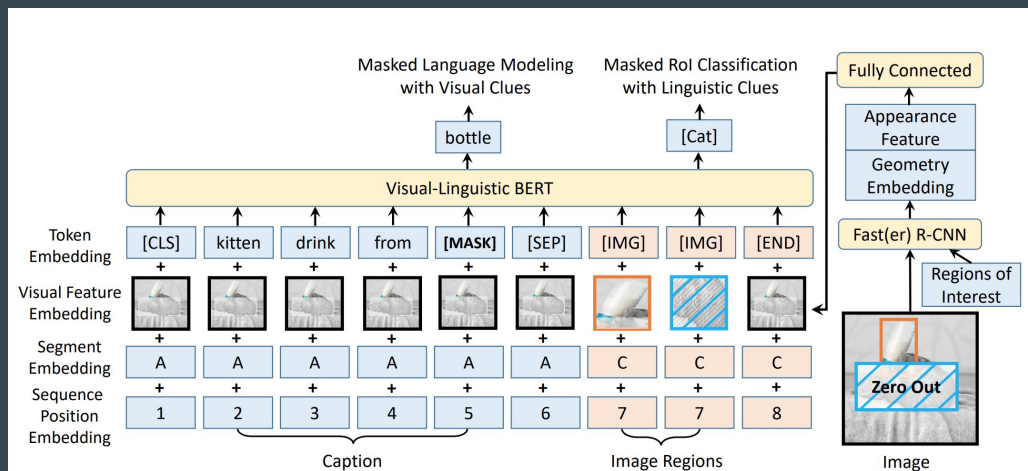 Masked Language Modeling
with Visual Clues
Masked RoI Classification
with Linguistic Clues
Fully Connected
bottle
[Cat]
Appearance
Feature
Geometry
Embedding
Visual-Linguistic BERT
Fast(er) R-CNN
Regions of
Interest
Token
Embedding
[CLS] kitten drink from [MASK] [SEP] [IMG] [IMG] [END]
+ + + + + + + + +
Visual Feature
Embedding
+ + + + + + + + +
Segment
Embedding
A A A A A A C C C
+ + + + + + + + +
Sequence
Position
Embedding
1 2 3 4 5 6 7 7 8
Caption
Image Regions
Zero Out
Image